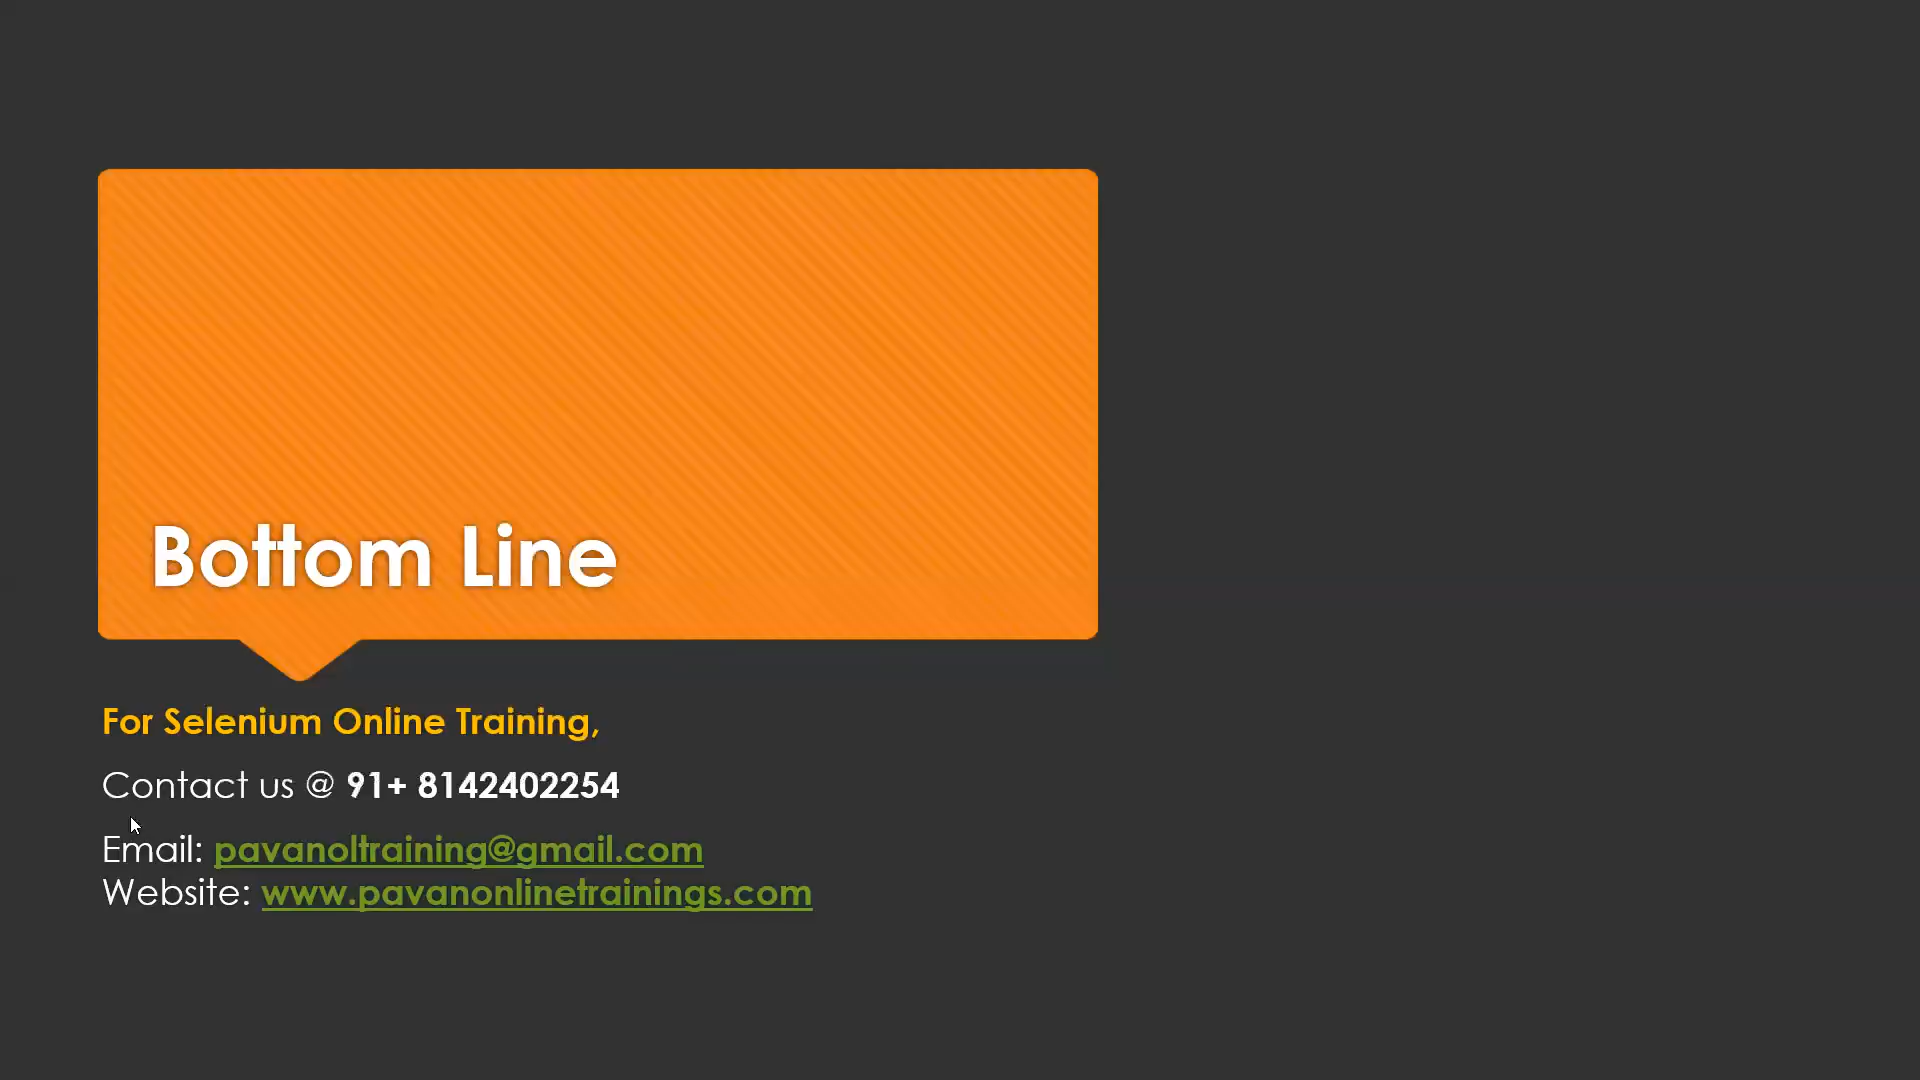 Bottom Line
For Selenium Online Training,
Contact us @ 91+ 8142402254
Email: pavanoltraining@gmail.com
Website: www.pavanonlinetrainings.com